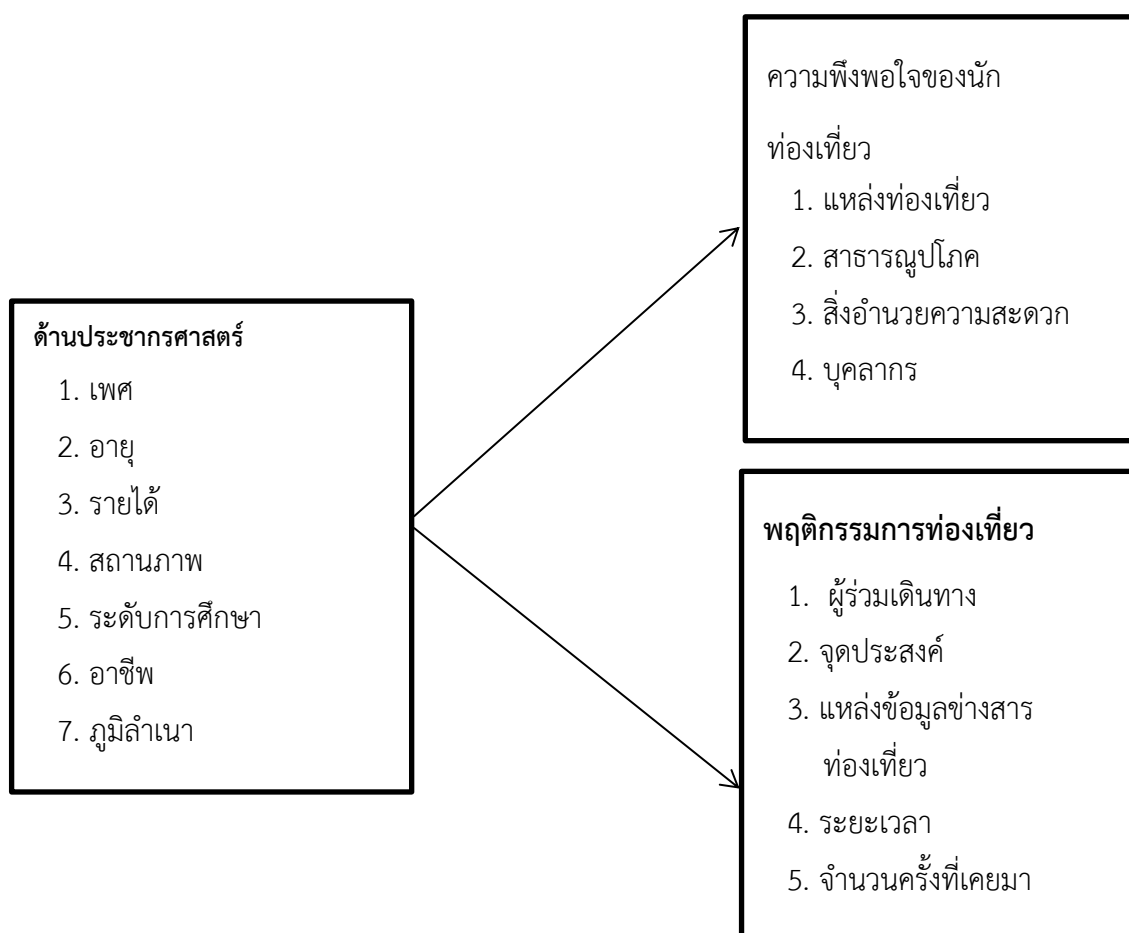 ความพึงพอใจของนัก
ท่องเที่ยว
1. แหล่งท่องเที่ยว
2. สาธารณูปโภค
3. สิ่งอำนวยความสะดวก
4. บุคลากร
ด้านประชากรศาสตร์
1. เพศ
2. อายุ
3. รายได้
4. สถานภาพ
5. ระดับการศึกษา
6. อาชีพ
7. ภูมิลำเนา
พฤติกรรมการท่องเที่ยว
1. ผู้ร่วมเดินทาง
2. จุดประสงค์
3. แหล่งข้อมูลข่างสาร
ท่องเที่ยว
4. ระยะเวลา
5. จำนวนครั้งที่เคยมา